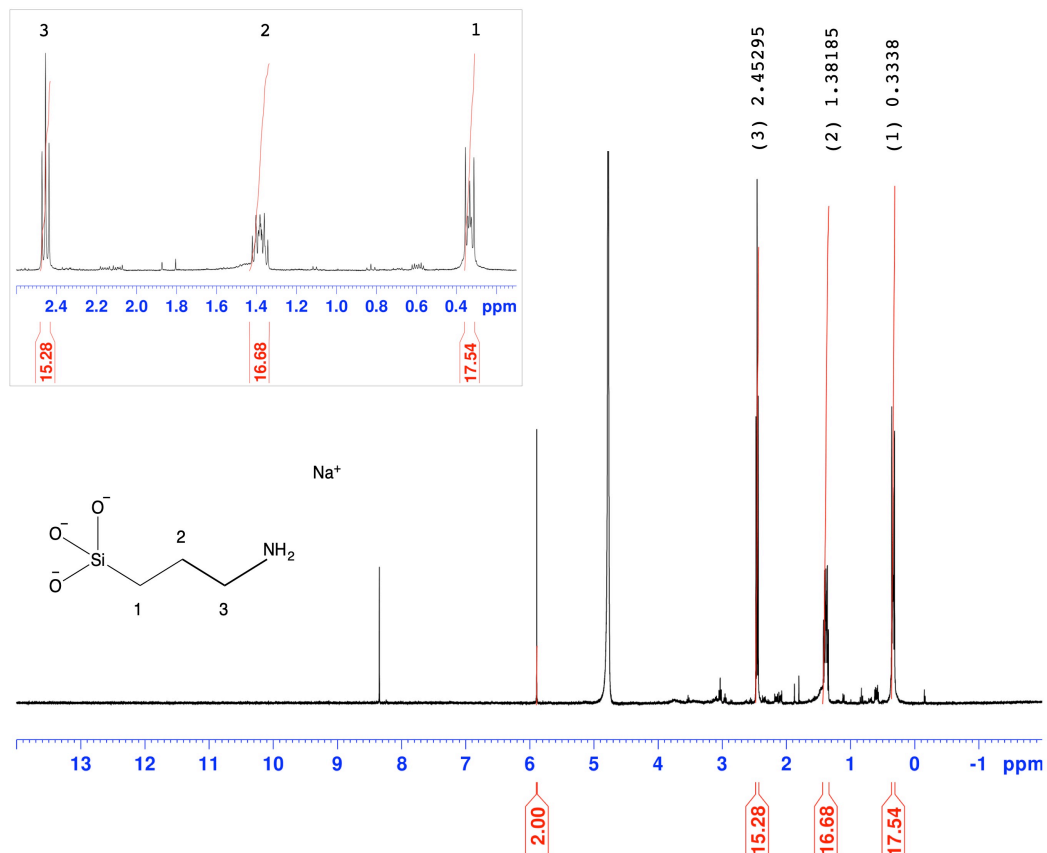 3 2 1
2.4 2.2 2.0 1.8 1.6 1.4 1.2 1.0 0.8 0.6 0.4 ppm
15.28 16.68 17.54
(3) 2.45295
(2) 1.38185
(1) 0.3338
Na⁺
O⁻
O⁻
O⁻
Si
NH₂
2
1 3
13 12 11 10 9 8 7 6 5 4 3 2 1 0 -1 ppm
2.00 15.28 16.68 17.54